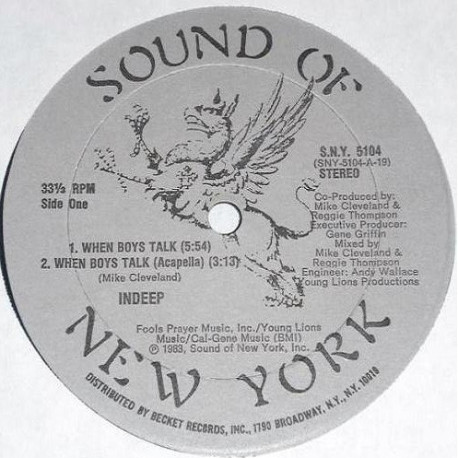 SOUND OF
S.N.Y. 5104
(SNY-5104-A-19)
STEREO
33⅓ RPM
Side One
Co-Produced by:
Mike Cleveland &
Reggie Thompson
Executive Producer:
Gene Griffin
Mixed by
Mike Cleveland
& Reggie Thompson
Engineer: Andy Wallace
Young Lions Productions
1. WHEN BOYS TALK (5:54)
2. WHEN BOYS TALK (Acapella) (3:13)
(Mike Cleveland)
INDEEP
Fools Prayer Music, Inc./Young Lions
Music/Cal-Gene Music (BMI)
℗ 1983, Sound of New York, Inc.
NEW YORK
DISTRIBUTED BY BECKET RECORDS, INC., 1790 BROADWAY, N.Y., N.Y. 10019